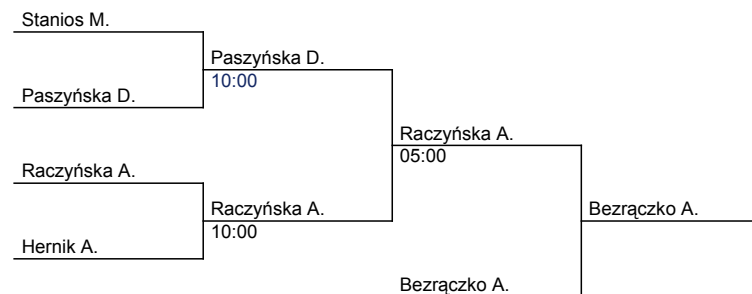 Stanios M.
Paszyńska D.
10:00
Paszyńska D.
Raczyńska A.
05:00
Raczyńska A.
Raczyńska A.
10:00
Bezrączko A.
Hernik A.
Bezrączko A.